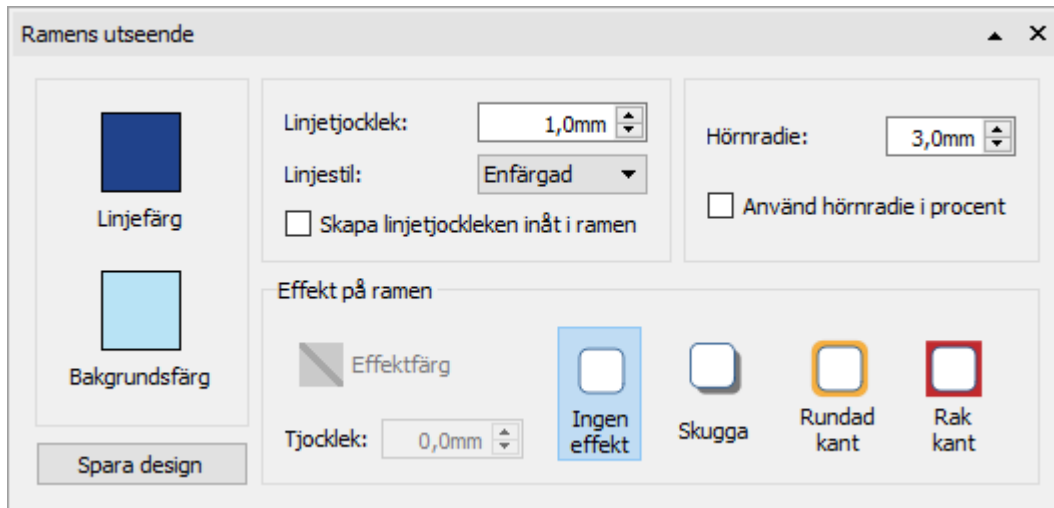 Ramens utseende
Linjefärg
Bakgrundsfärg
Spara design
Linjetjocklek: 1,0mm
Linjestil: Enfärgad
Skapa linjetjockleken inåt i ramen
Hörnradie: 3,0mm
Använd hörnradie i procent
Effekt på ramen
Effektfärg
Tjocklek: 0,0mm
Ingen
effekt
Skugga
Rundad
kant
Rak
kant